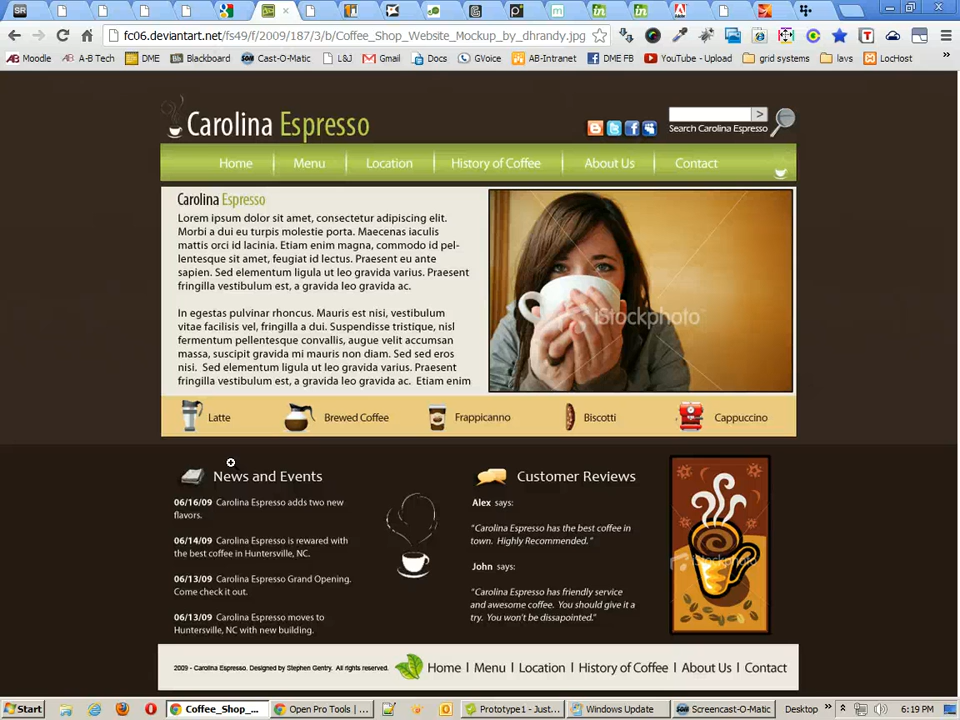 fc06.deviantart.net/fs49/f/2009/187/3/b/Coffee_Shop_Website_Mockup_by_dhrandy.jpg
Moodle A-B Tech DME Blackboard Cast-O-Matic L&J Gmail Docs GVoice AB-Intranet DME FB YouTube - Upload grid systems lavs LocHost »
Carolina Espresso
>
Search Carolina Espresso
Home Menu Location History of Coffee About Us Contact
Carolina Espresso
Lorem ipsum dolor sit amet, consectetur adipiscing elit.
Morbi a dui eu turpis molestie porta. Maecenas iaculis
mattis orci id lacinia. Etiam enim magna, commodo id pel-
lentesque sit amet, feugiat id lectus. Praesent eu ante
sapien. Sed elementum ligula ut leo gravida varius. Praesent
fringilla vestibulum est, a gravida leo gravida ac.
In egestas pulvinar rhoncus. Mauris est nisi, vestibulum
vitae facilisis vel, fringilla a dui. Suspendisse tristique, nisl
fermentum pellentesque convallis, augue velit accumsan
massa, suscipit gravida mi mauris non diam. Sed sed eros
nisi. Sed elementum ligula ut leo gravida varius. Praesent
fringilla vestibulum est, a gravida leo gravida ac. Etiam enim
iStockphoto
Latte Brewed Coffee Frappicanno Biscotti Cappuccino
News and Events
06/16/09 Carolina Espresso adds two new
flavors.
06/14/09 Carolina Espresso is rewarded with
the best coffee in Huntersville, NC.
06/13/09 Carolina Espresso Grand Opening.
Come check it out.
06/13/09 Carolina Espresso moves to
Huntersville, NC with new building.
Customer Reviews
Alex says:
"Carolina Espresso has the best coffee in
town. Highly Recommended."
John says:
"Carolina Espresso has friendly service
and awesome coffee. You should give it a
try. You won't be dissapointed."
iStockphoto
2009 - Carolina Espresso. Designed by Stephen Gentry. All rights reserved.
Home | Menu | Location | History of Coffee | About Us | Contact
Start Coffee_Shop_... Open Pro Tools | ... Prototype1 - Just... Windows Update Screencast-O-Matic Desktop » 6:19 PM